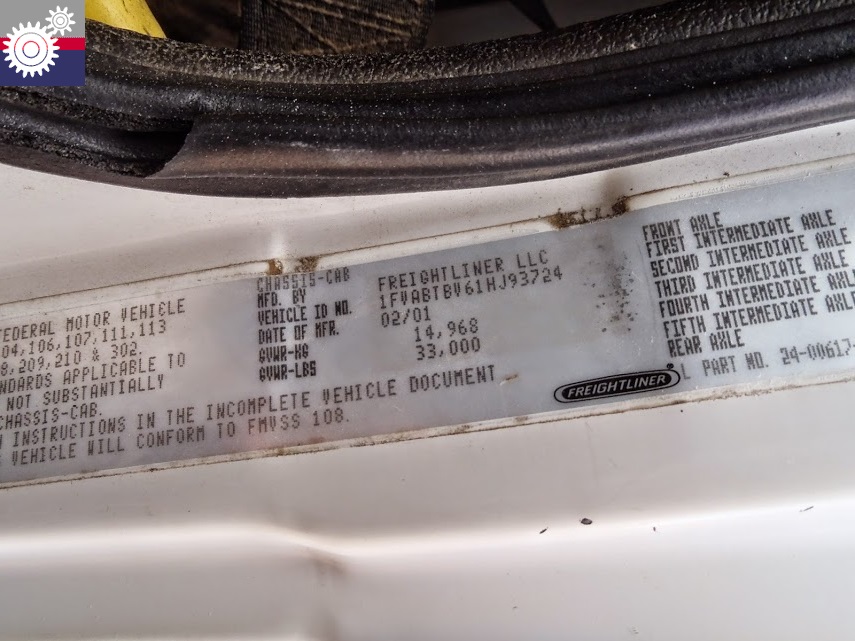 FEDERAL MOTOR VEHICLE
04,106,107,111,113
8,209,210 & 302.
NDARDS APPLICABLE TO
NOT SUBSTANTIALLY
CHASSIS-CAB.
INSTRUCTIONS IN THE INCOMPLETE VEHICLE DOCUMENT
VEHICLE WILL CONFORM TO FMVSS 108.
CHASSIS-CAB
MFD. BY FREIGHTLINER LLC
VEHICLE ID NO. 1FVABTBV61HJ93724
DATE OF MFR. 02/01
GVWR-KG 14,968
GVWR-LBS 33,000
FREIGHTLINER®
FRONT AXLE
FIRST INTERMEDIATE AXLE
SECOND INTERMEDIATE AXLE
THIRD INTERMEDIATE AXLE
FOURTH INTERMEDIATE AXLE
FIFTH INTERMEDIATE AXLE
REAR AXLE
L PART NO. 24-00617-